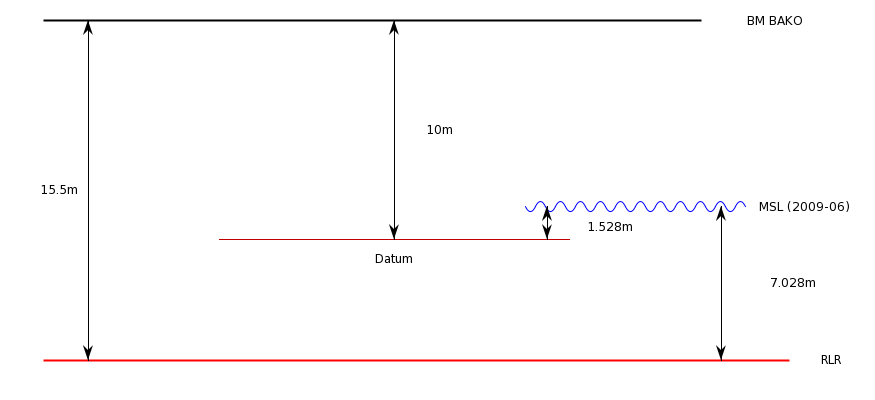 BM BAKO
10m
15.5m
MSL (2009-06)
1.528m
Datum
7.028m
RLR